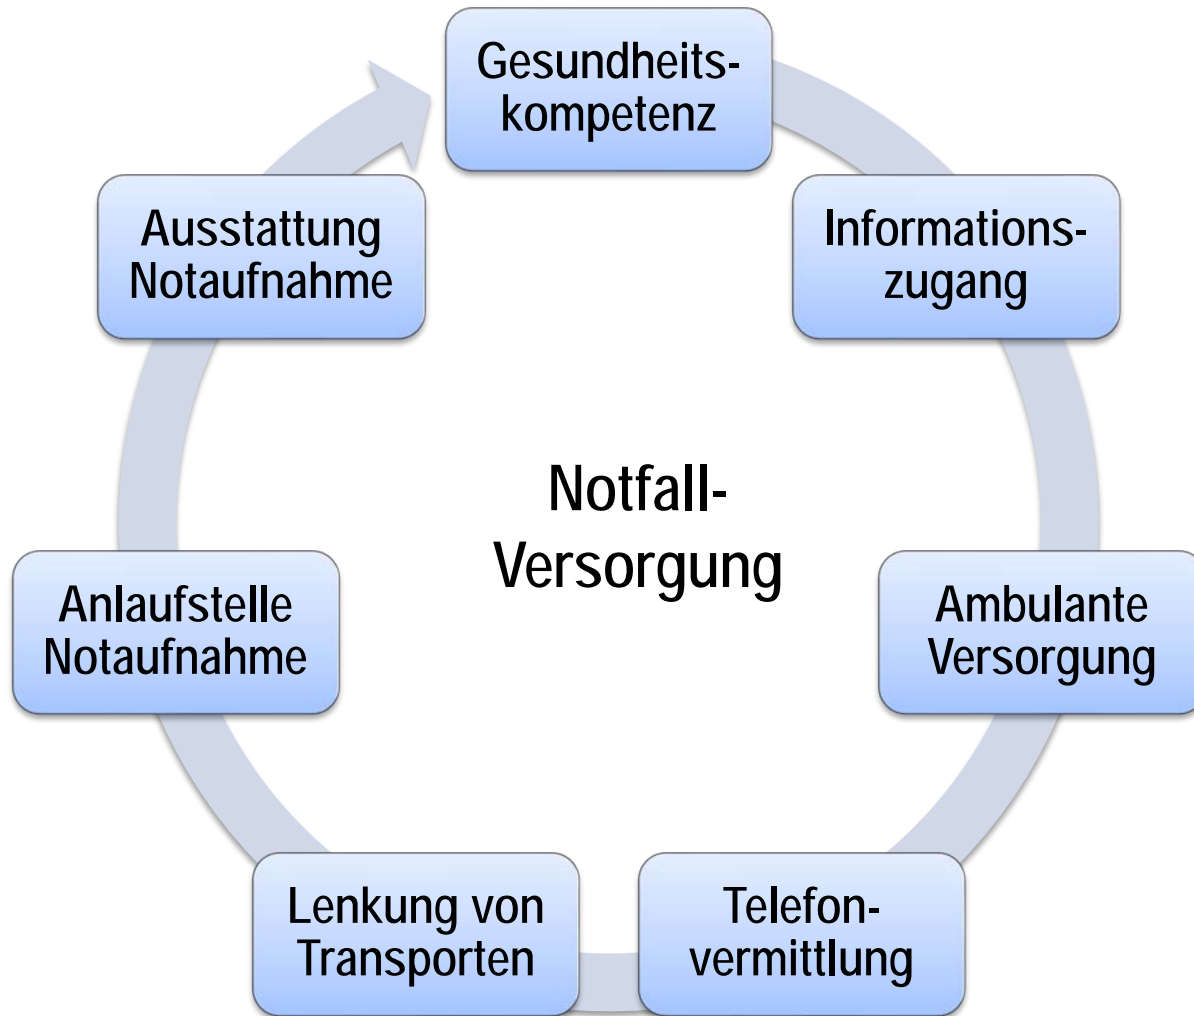 Gesundheits-
kompetenz
Informations-
zugang
Ambulante
Versorgung
Telefon-
vermittlung
Lenkung von
Transporten
Anlaufstelle
Notaufnahme
Ausstattung
Notaufnahme
Notfall-
Versorgung